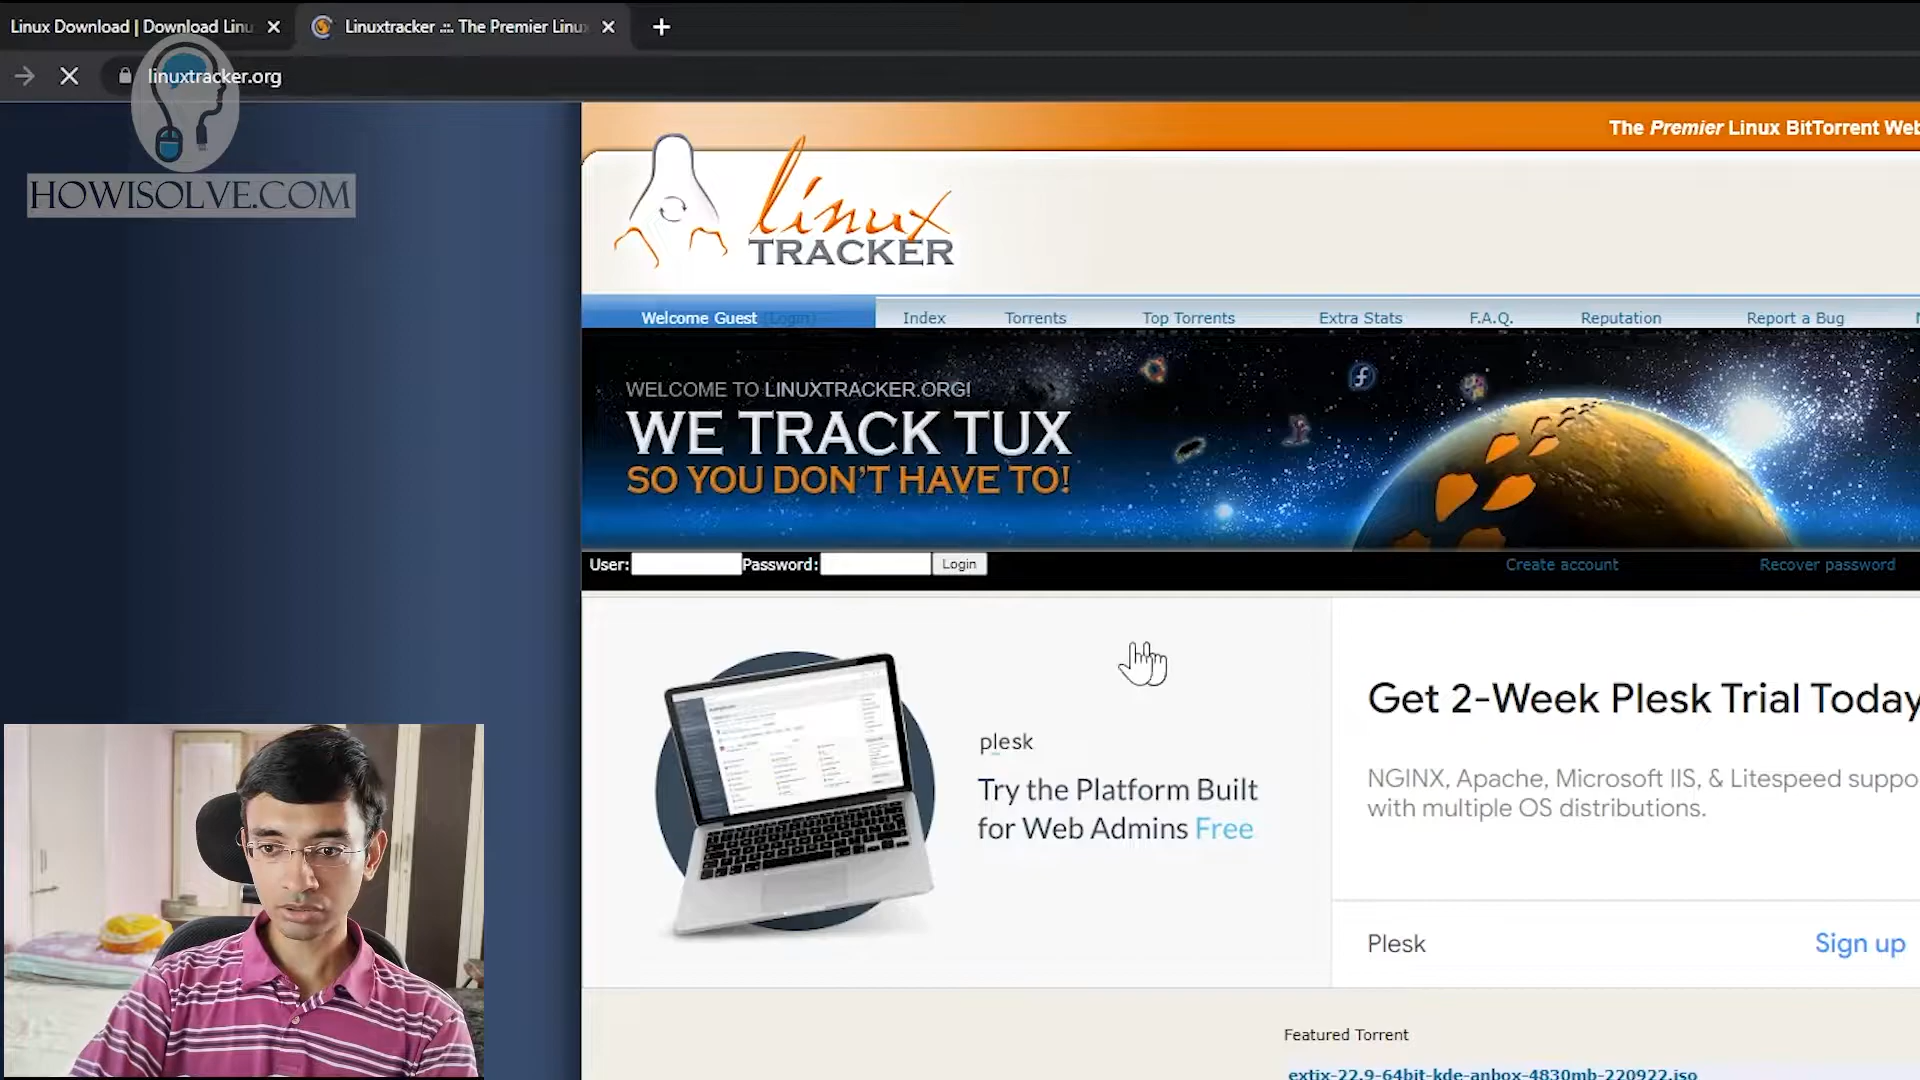 Linux Download | Download Linu
Linuxtracker .::. The Premier Linu
linuxtracker.org
HOWISOLVE.COM
The Premier Linux BitTorrent Web
linux
TRACKER
Welcome Guest (Login)
Index
Torrents
Top Torrents
Extra Stats
F.A.Q.
Reputation
Report a Bug
WELCOME TO LINUXTRACKER.ORG!
WE TRACK TUX
SO YOU DON'T HAVE TO!
User:
Password:
Login
Create account
Recover password
plesk
Try the Platform Built
for Web Admins Free
Get 2-Week Plesk Trial Today
NGINX, Apache, Microsoft IIS, & Litespeed suppo
with multiple OS distributions.
Plesk
Sign up
Featured Torrent
extix-22.9-64bit-kde-anbox-4830mb-220922.iso